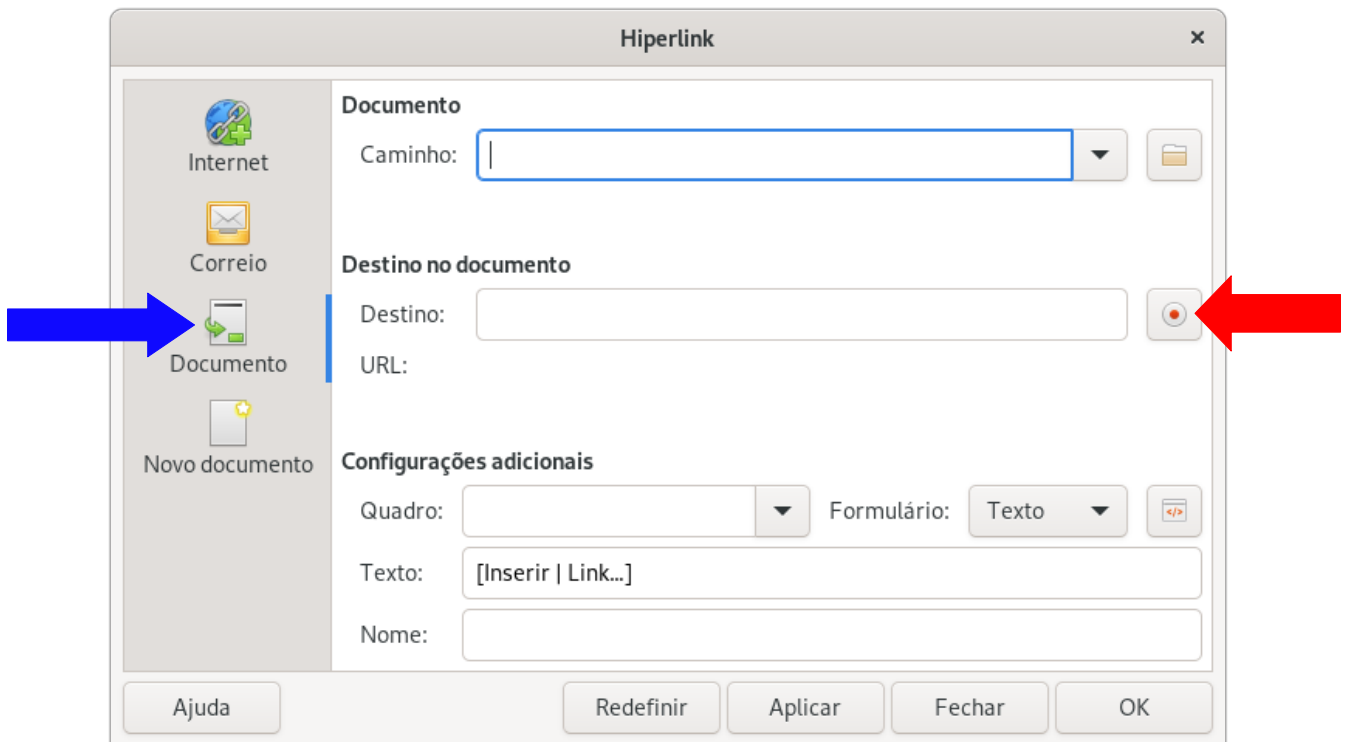 Hiperlink ×
Internet
Correio
Documento
Novo documento
Documento
Caminho:
Destino no documento
Destino:
URL:
Configurações adicionais
Quadro: Formulário: Texto </>
Texto: [Inserir | Link...]
Nome:
Ajuda Redefinir Aplicar Fechar OK